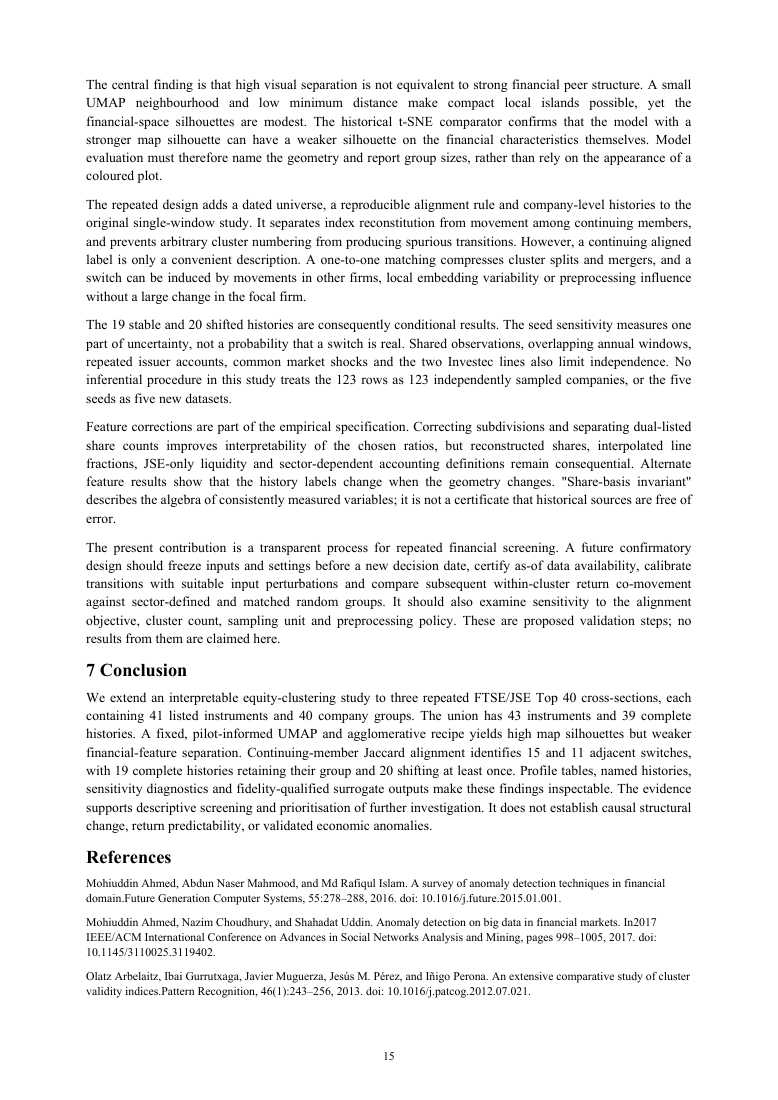 The central finding is that high visual separation is not equivalent to strong financial peer structure. A small
UMAP neighbourhood and low minimum distance make compact local islands possible, yet the
financial-space silhouettes are modest. The historical t-SNE comparator confirms that the model with a
stronger map silhouette can have a weaker silhouette on the financial characteristics themselves. Model
evaluation must therefore name the geometry and report group sizes, rather than rely on the appearance of a
coloured plot.
The repeated design adds a dated universe, a reproducible alignment rule and company-level histories to the
original single-window study. It separates index reconstitution from movement among continuing members,
and prevents arbitrary cluster numbering from producing spurious transitions. However, a continuing aligned
label is only a convenient description. A one-to-one matching compresses cluster splits and mergers, and a
switch can be induced by movements in other firms, local embedding variability or preprocessing influence
without a large change in the focal firm.
The 19 stable and 20 shifted histories are consequently conditional results. The seed sensitivity measures one
part of uncertainty, not a probability that a switch is real. Shared observations, overlapping annual windows,
repeated issuer accounts, common market shocks and the two Investec lines also limit independence. No
inferential procedure in this study treats the 123 rows as 123 independently sampled companies, or the five
seeds as five new datasets.
Feature corrections are part of the empirical specification. Correcting subdivisions and separating dual-listed
share counts improves interpretability of the chosen ratios, but reconstructed shares, interpolated line
fractions, JSE-only liquidity and sector-dependent accounting definitions remain consequential. Alternate
feature results show that the history labels change when the geometry changes. "Share-basis invariant"
describes the algebra of consistently measured variables; it is not a certificate that historical sources are free of
error.
The present contribution is a transparent process for repeated financial screening. A future confirmatory
design should freeze inputs and settings before a new decision date, certify as-of data availability, calibrate
transitions with suitable input perturbations and compare subsequent within-cluster return co-movement
against sector-defined and matched random groups. It should also examine sensitivity to the alignment
objective, cluster count, sampling unit and preprocessing policy. These are proposed validation steps; no
results from them are claimed here.
7 Conclusion
We extend an interpretable equity-clustering study to three repeated FTSE/JSE Top 40 cross-sections, each
containing 41 listed instruments and 40 company groups. The union has 43 instruments and 39 complete
histories. A fixed, pilot-informed UMAP and agglomerative recipe yields high map silhouettes but weaker
financial-feature separation. Continuing-member Jaccard alignment identifies 15 and 11 adjacent switches,
with 19 complete histories retaining their group and 20 shifting at least once. Profile tables, named histories,
sensitivity diagnostics and fidelity-qualified surrogate outputs make these findings inspectable. The evidence
supports descriptive screening and prioritisation of further investigation. It does not establish causal structural
change, return predictability, or validated economic anomalies.
References
Mohiuddin Ahmed, Abdun Naser Mahmood, and Md Rafiqul Islam. A survey of anomaly detection techniques in financial
domain.Future Generation Computer Systems, 55:278–288, 2016. doi: 10.1016/j.future.2015.01.001.
Mohiuddin Ahmed, Nazim Choudhury, and Shahadat Uddin. Anomaly detection on big data in financial markets. In2017
IEEE/ACM International Conference on Advances in Social Networks Analysis and Mining, pages 998–1005, 2017. doi:
10.1145/3110025.3119402.
Olatz Arbelaitz, Ibai Gurrutxaga, Javier Muguerza, Jesús M. Pérez, and Iñigo Perona. An extensive comparative study of cluster
validity indices.Pattern Recognition, 46(1):243–256, 2013. doi: 10.1016/j.patcog.2012.07.021.
15